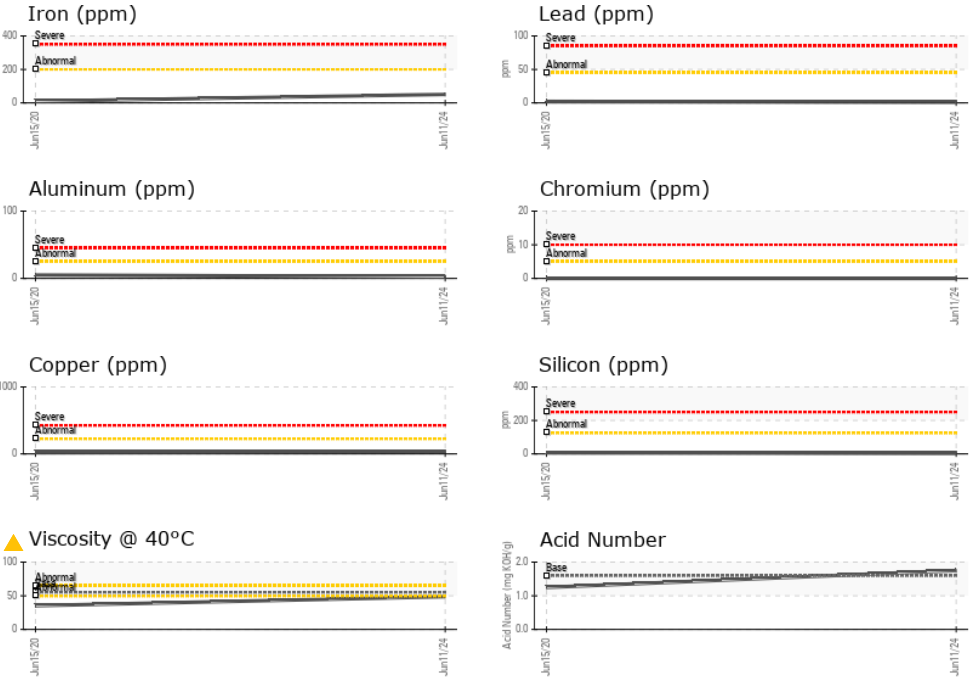 Iron (ppm)
400
200
0
Severe
Abnormal
Jun15/20
Jun11/24
Lead (ppm)
ppm
100
50
0
Severe
Abnormal
Jun15/20
Jun11/24
Aluminum (ppm)
100
0
Severe
Abnormal
Jun15/20
Jun11/24
Chromium (ppm)
ppm
20
10
0
Severe
Abnormal
Jun15/20
Jun11/24
Copper (ppm)
1000
0
Severe
Abnormal
Jun15/20
Jun11/24
Silicon (ppm)
ppm
400
200
0
Severe
Abnormal
Jun15/20
Jun11/24
Viscosity @ 40°C
100
50
0
Abnormal
Abnormal
Jun15/20
Jun11/24
Acid Number
Acid Number (mg KOH/g)
2.0
1.0
0.0
Base
Jun15/20
Jun11/24